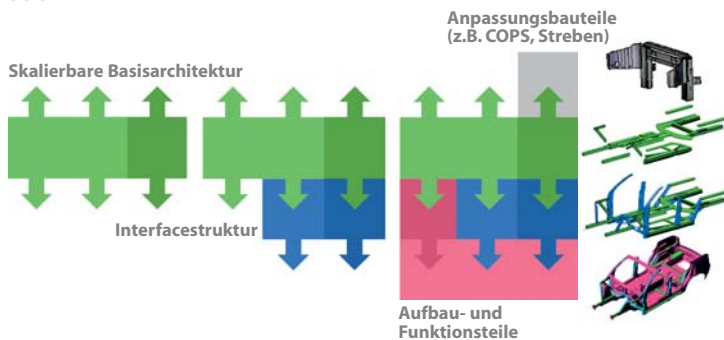 Anpassungsbauteile
(z.B. COPS, Streben)
Skalierbare Basisarchitektur
Interfacestruktur
Aufbau- und
Funktionsteile